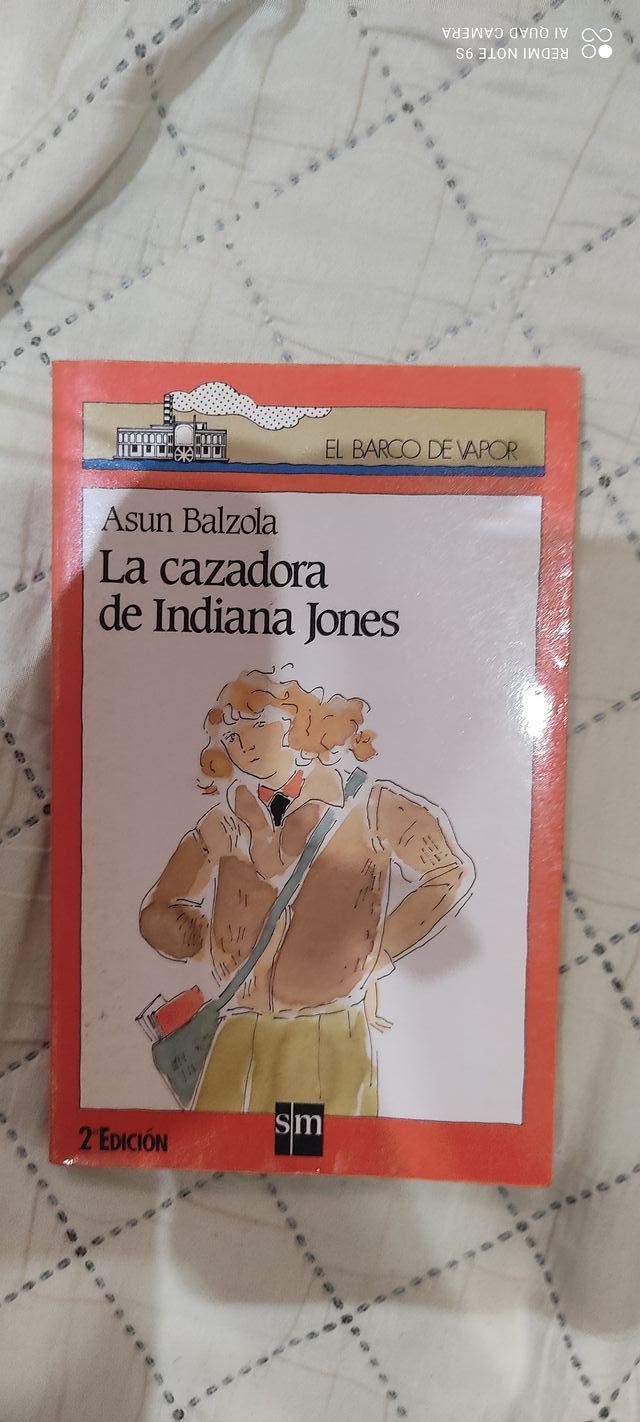 REDMI NOTE 9S
AI QUAD CAMERA
EL BARCO DE VAPOR
Asun Balzola
La cazadora
de Indiana Jones
2 EDICIÓN
sm